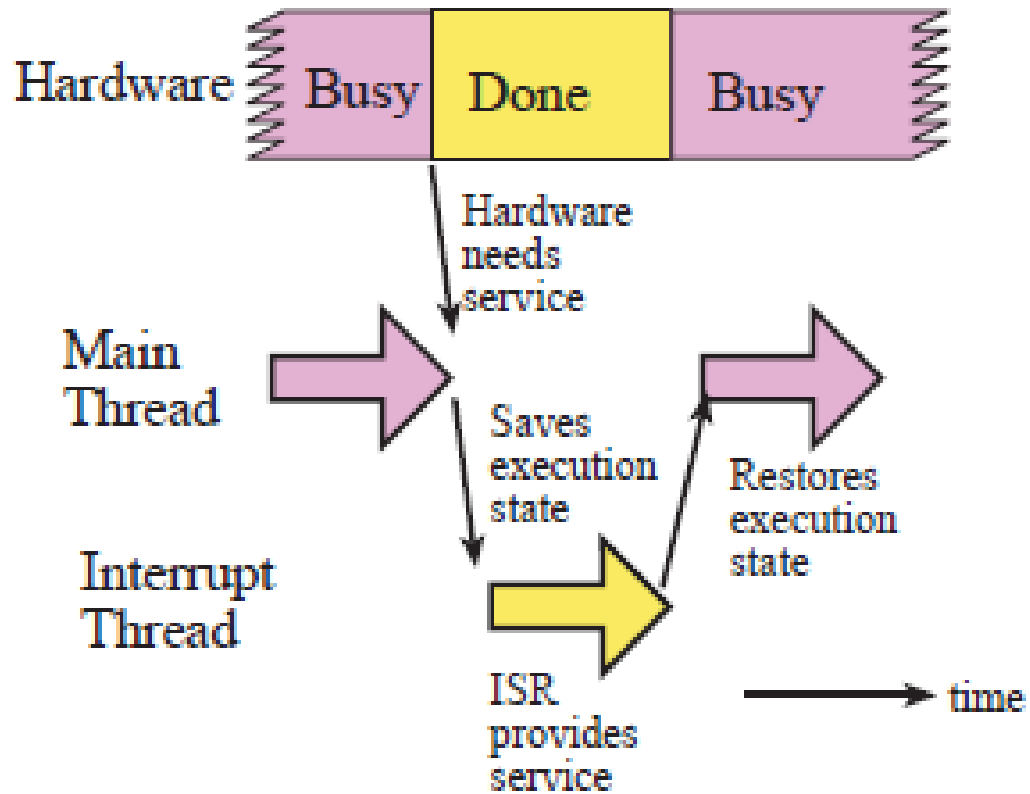 Hardware
Busy
Done
Busy
Hardware
needs
service
Main
Thread
Saves
execution
state
Restores
execution
state
Interrupt
Thread
ISR
provides
service
time